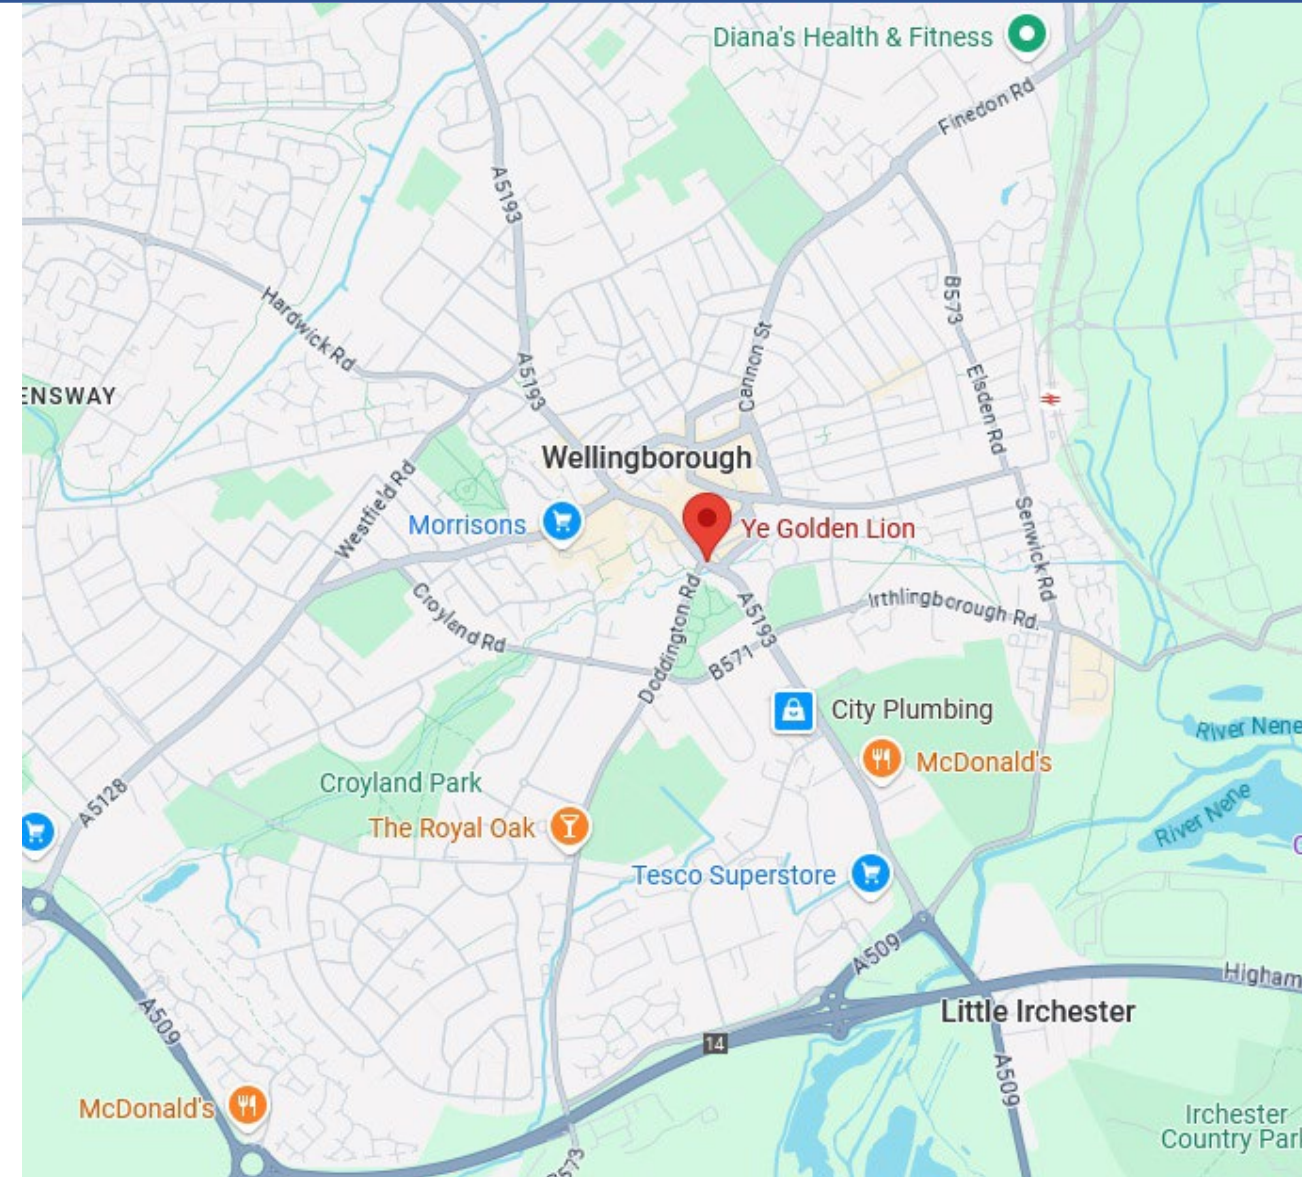 Diana's Health & Fitness
Finedon Rd
A5193
Hardwick Rd
B573
Cannon St
A5193
Elsden Rd
ENSWAY
Wellingborough
Westfield Rd
Morrisons
Ye Golden Lion
Senwick Rd
Croyland Rd
Doddington Rd
A5193
Irthlingborough Rd.
B571
City Plumbing
River Nene
McDonald's
Croyland Park
A5128
The Royal Oak
River Nene
Tesco Superstore
A509
Higham
Little Irchester
A509
14
A509
McDonald's
Irchester
Country Par
573